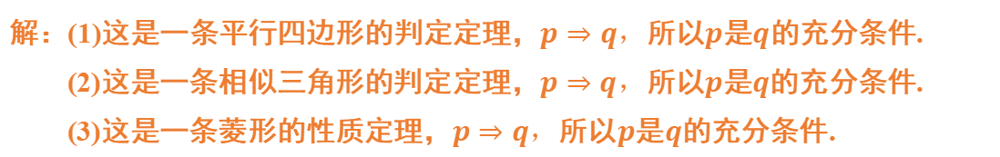 解：(1)这是一条平行四边形的判定定理，p ⇒ q，所以p是q的充分条件.
(2)这是一条相似三角形的判定定理，p ⇒ q，所以p是q的充分条件.
(3)这是一条菱形的性质定理，p ⇒ q，所以p是q的充分条件.